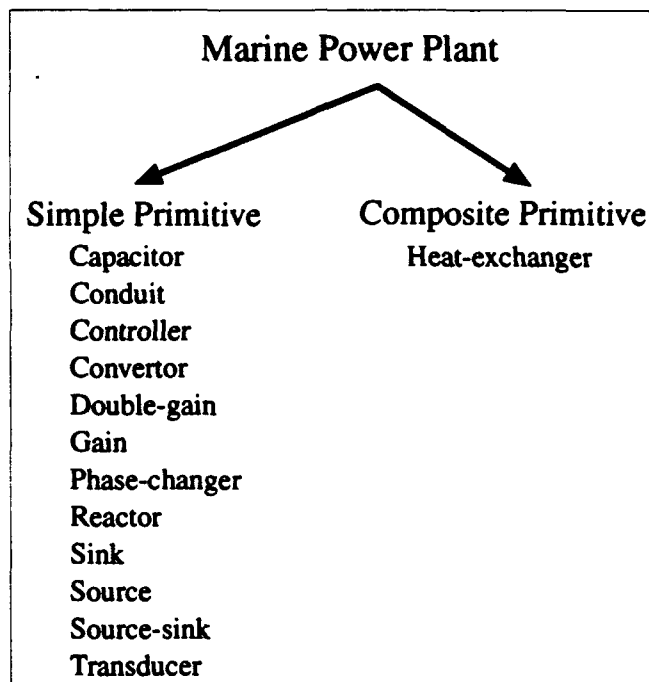 Marine Power Plant
Simple Primitive
Capacitor
Conduit
Controller
Convertor
Double-gain
Gain
Phase-changer
Reactor
Sink
Source
Source-sink
Transducer
Composite Primitive
Heat-exchanger